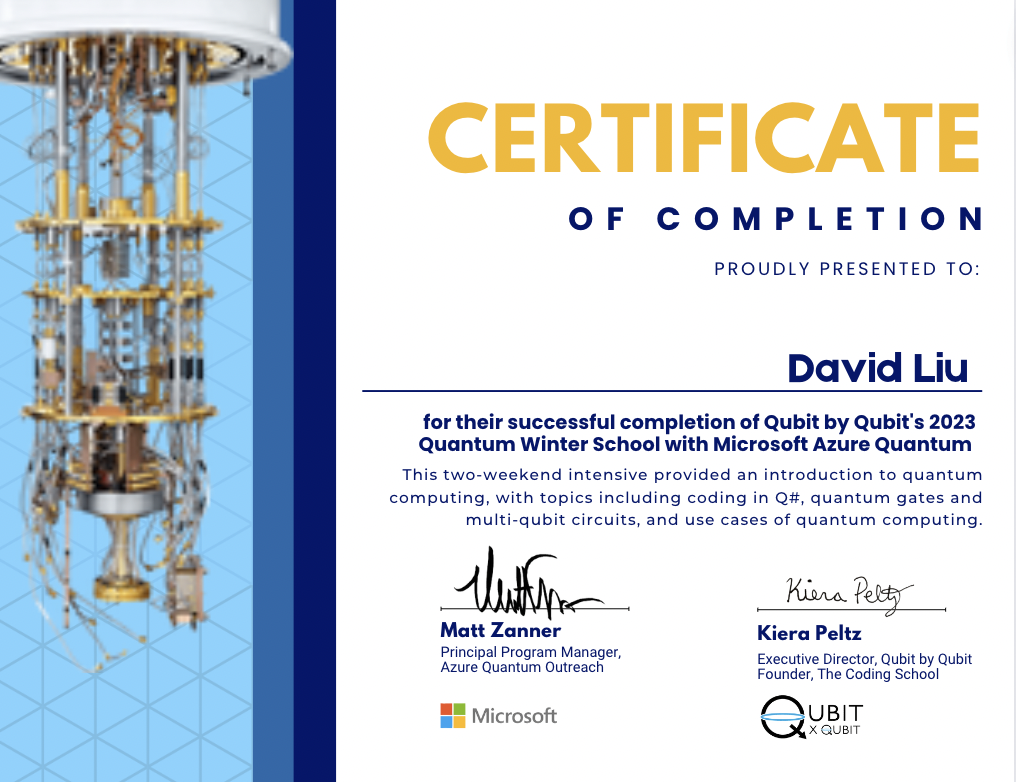 CERTIFICATE
OF COMPLETION
PROUDLY PRESENTED TO:
David Liu
for their successful completion of Qubit by Qubit's 2023
Quantum Winter School with Microsoft Azure Quantum
This two-weekend intensive provided an introduction to quantum
computing, with topics including coding in Q#, quantum gates and
multi-qubit circuits, and use cases of quantum computing.
Kiera Peltz
Matt Zanner
Principal Program Manager,
Azure Quantum Outreach
Microsoft
Kiera Peltz
Executive Director, Qubit by Qubit
Founder, The Coding School
QUBIT
X QUBIT